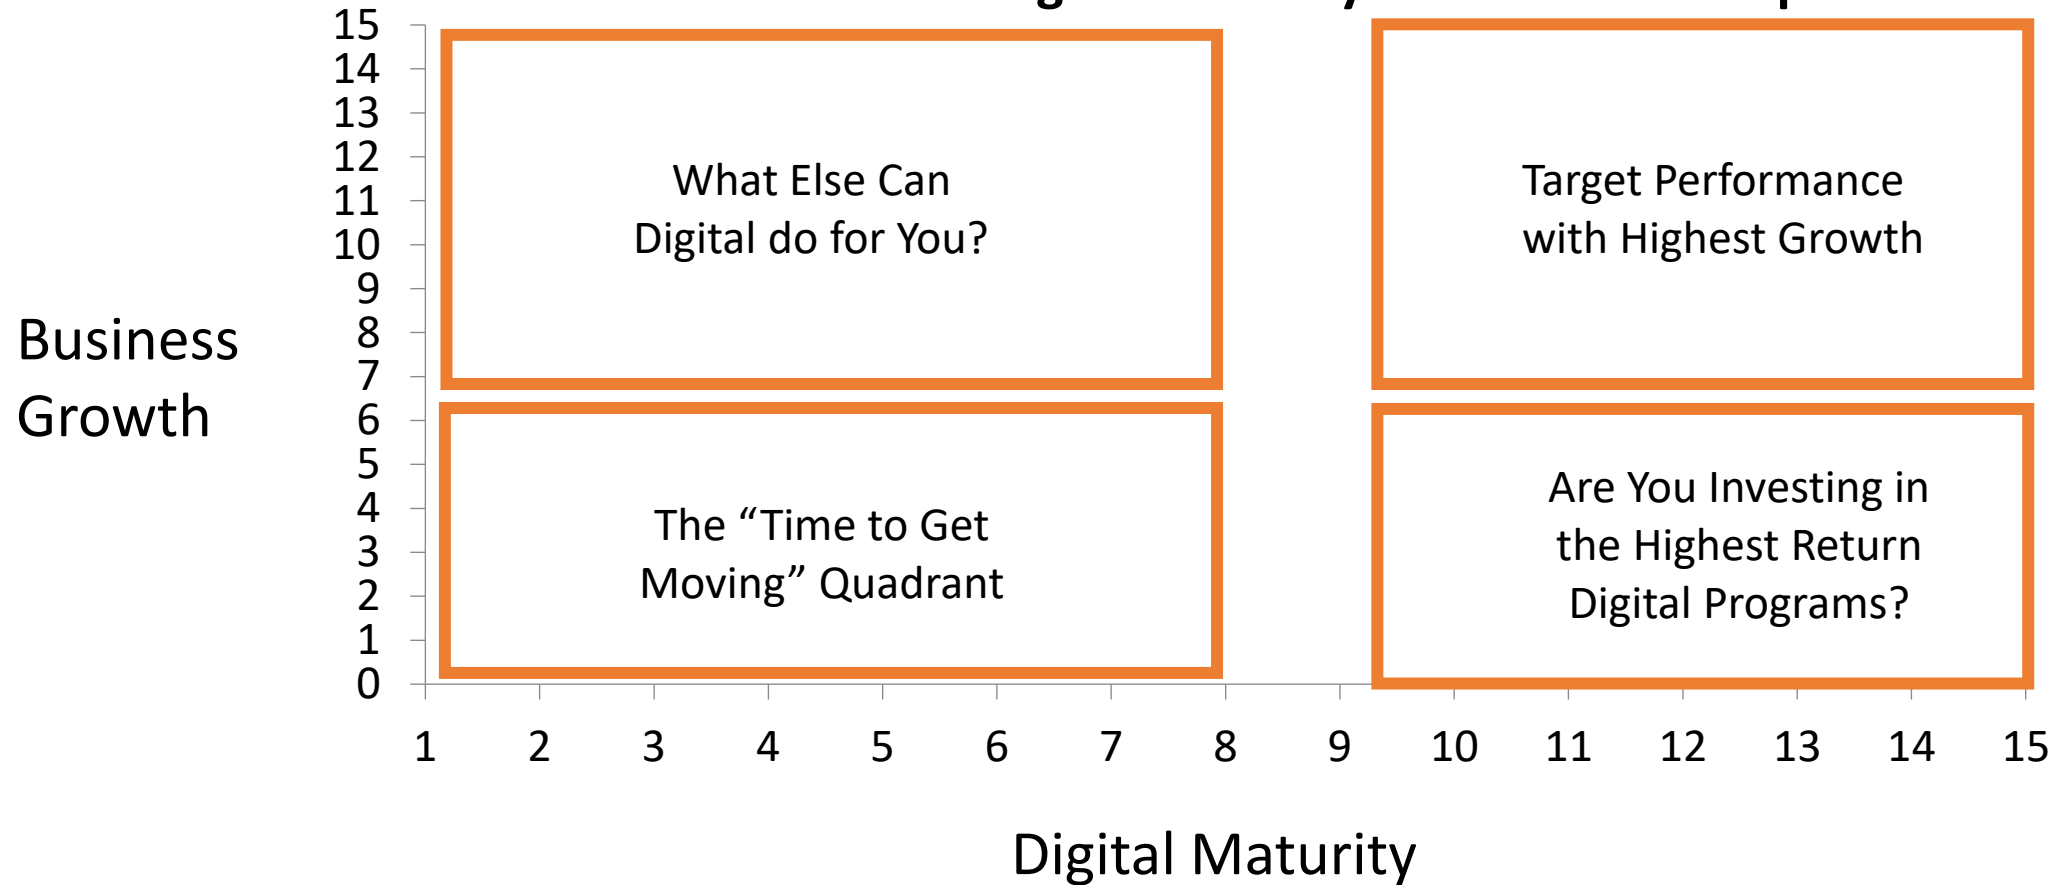 15
14
13
12
11
10
9
8
7
6
5
4
3
2
1
0
Business
Growth
What Else Can
Digital do for You?
Target Performance
with Highest Growth
The “Time to Get
Moving” Quadrant
Are You Investing in
the Highest Return
Digital Programs?
1 2 3 4 5 6 7 8 9 10 11 12 13 14 15
Digital Maturity